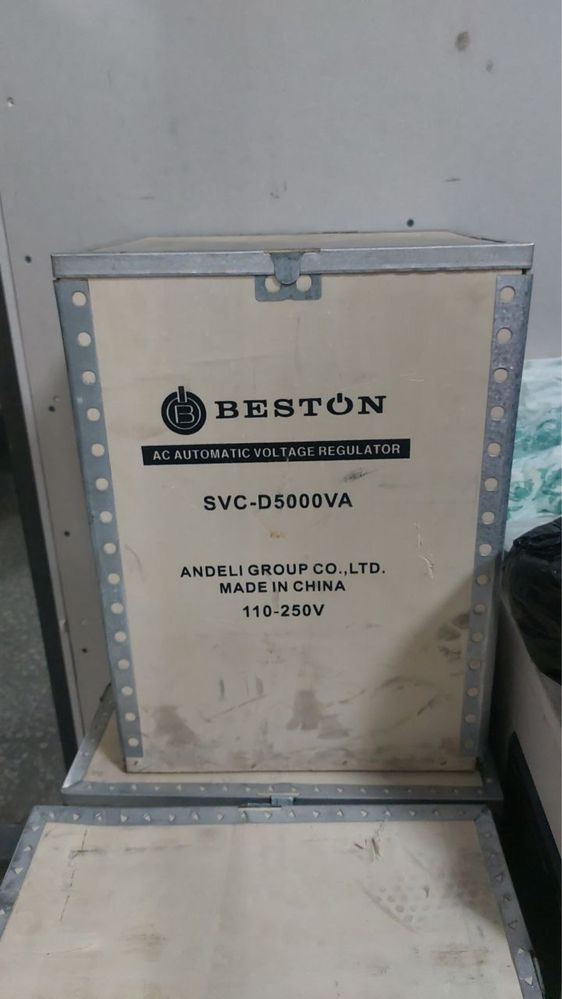 B BESTON
AC AUTOMATIC VOLTAGE REGULATOR
SVC-D5000VA
ANDELI GROUP CO.,LTD.
MADE IN CHINA
110-250V